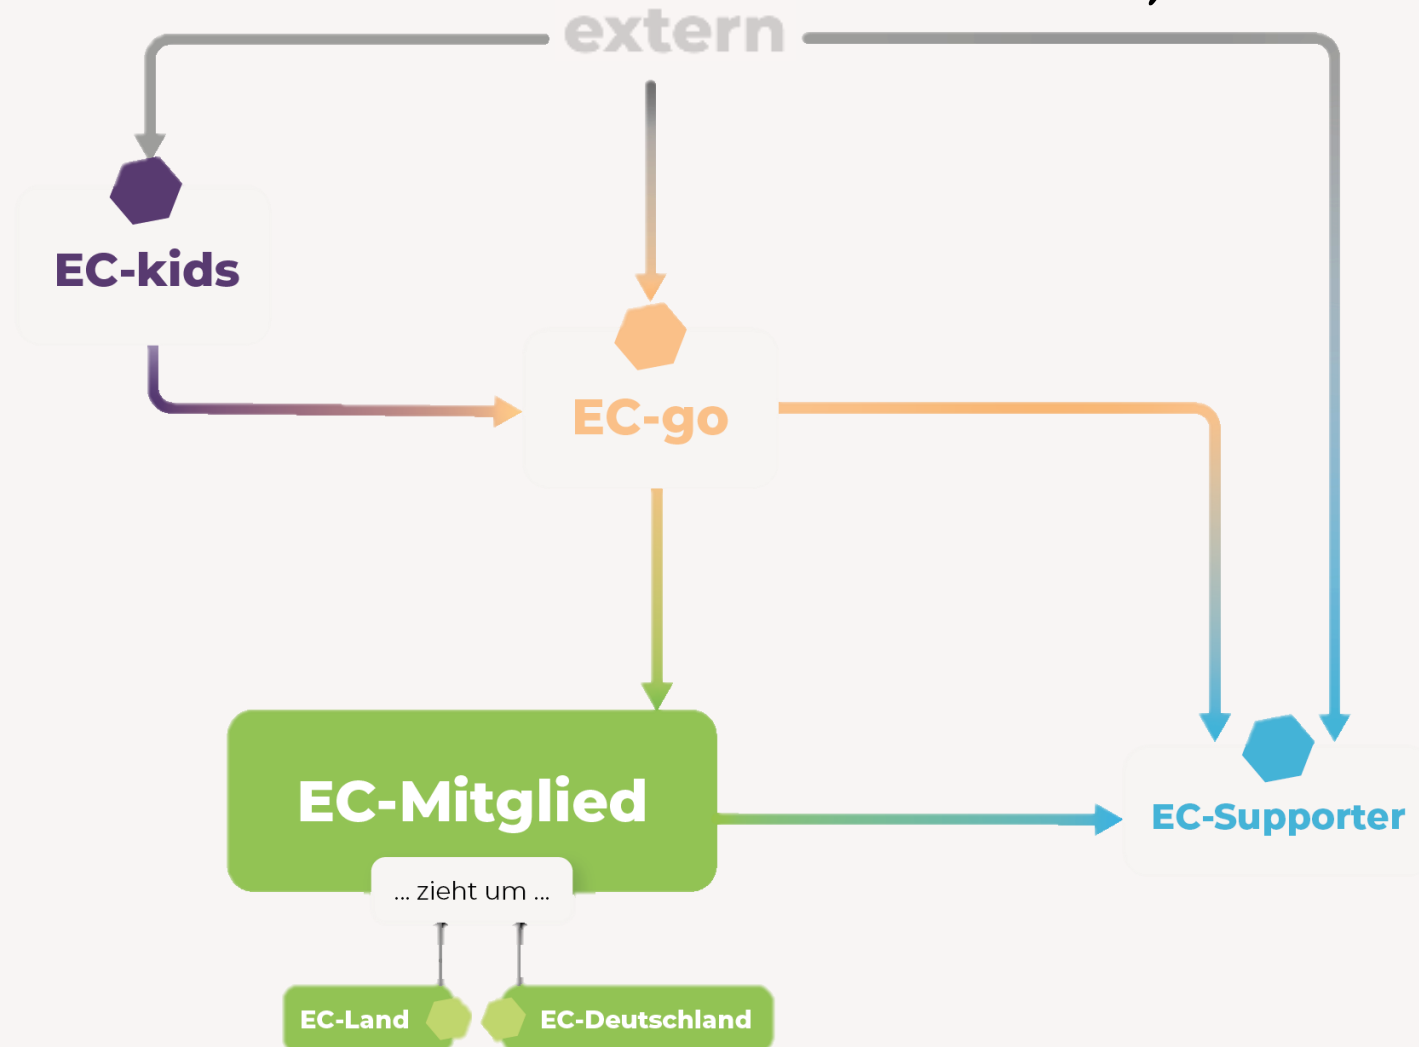 extern
EC-kids
EC-go
EC-Mitglied
... zieht um ...
EC-Supporter
EC-Land
EC-Deutschland